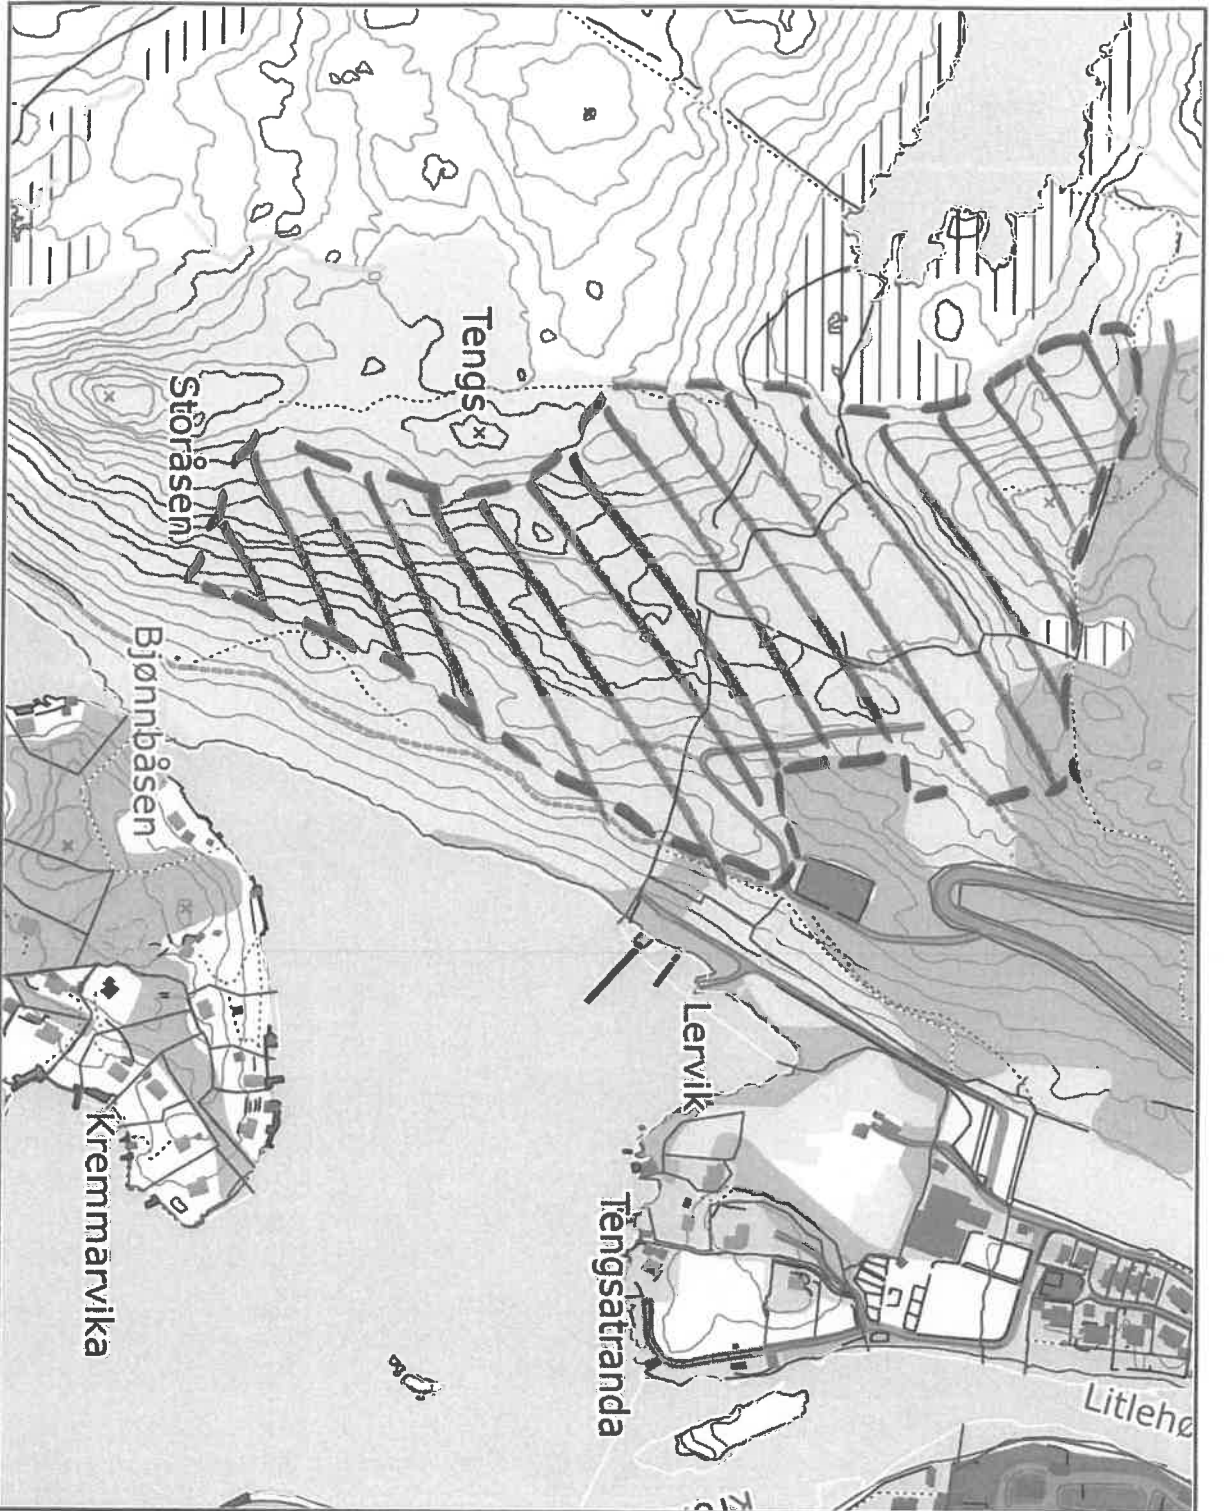 Tengs
Storåsen
Bjønnbåsen
Kremmarvika
Lervik
Tengsatranda
Litlehø